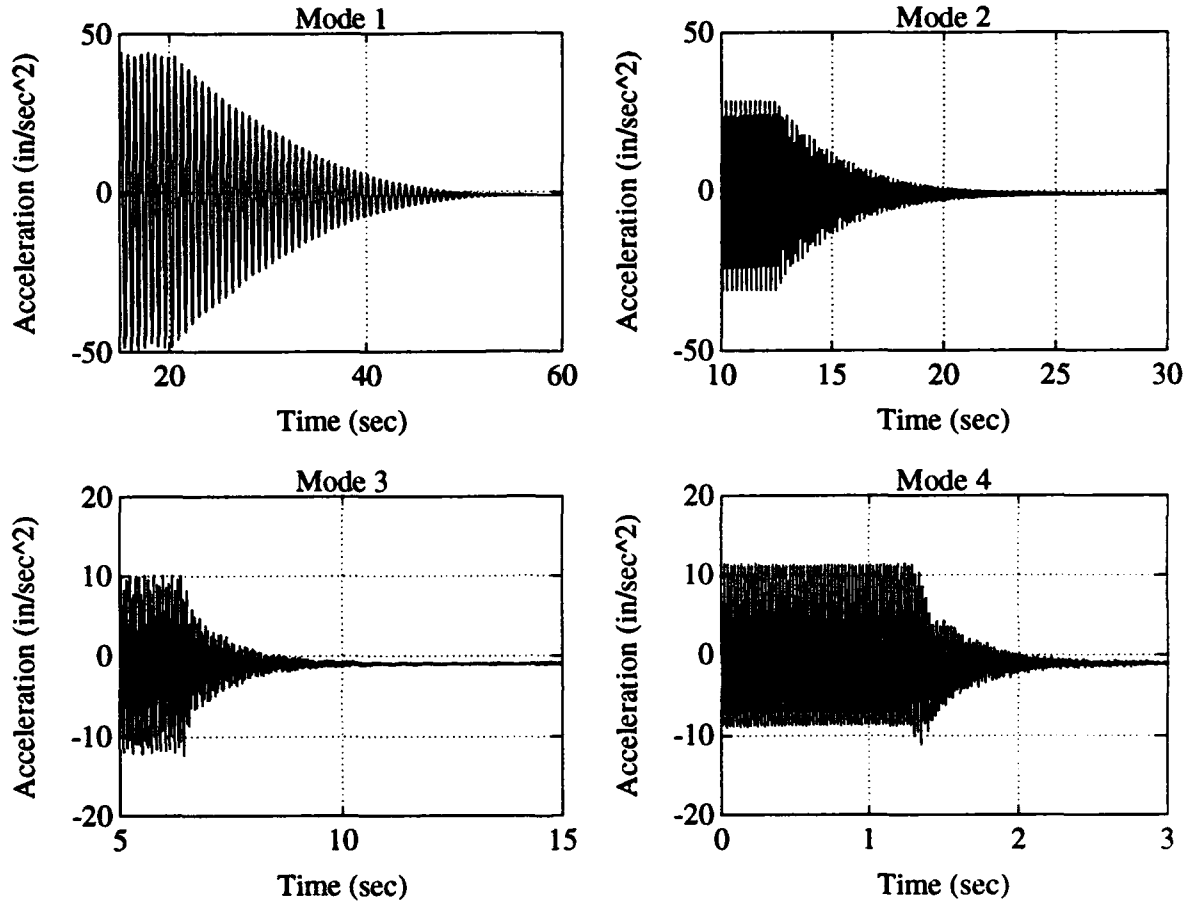 Mode 1
Acceleration (in/sec^2)
50
0
-50
20
40
60
Time (sec)
Mode 2
Acceleration (in/sec^2)
50
0
-50
10
15
20
25
30
Time (sec)
Mode 3
Acceleration (in/sec^2)
20
10
0
-10
-20
5
10
15
Time (sec)
Mode 4
Acceleration (in/sec^2)
20
10
0
-10
-20
0
1
2
3
Time (sec)